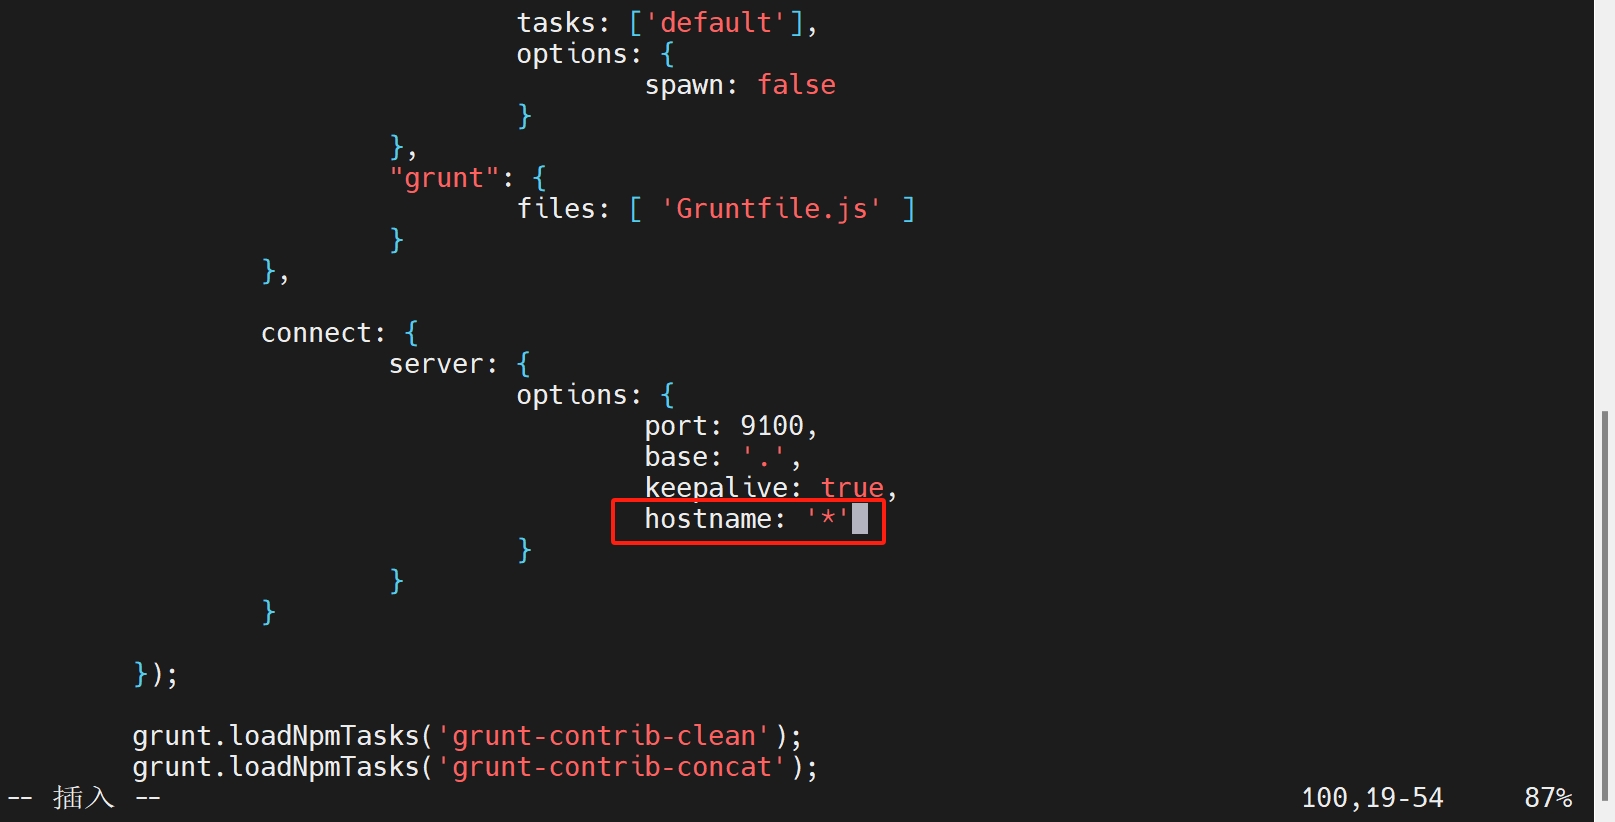 tasks: ['default'],
options: {
spawn: false
}
},
"grunt": {
files: [ 'Gruntfile.js' ]
}
},
connect: {
server: {
options: {
port: 9100,
base: '.',
keepalive: true,
hostname: '*'
}
}
}
});
grunt.loadNpmTasks('grunt-contrib-clean');
grunt.loadNpmTasks('grunt-contrib-concat');
-- 插入 -- 100,19-54 87%